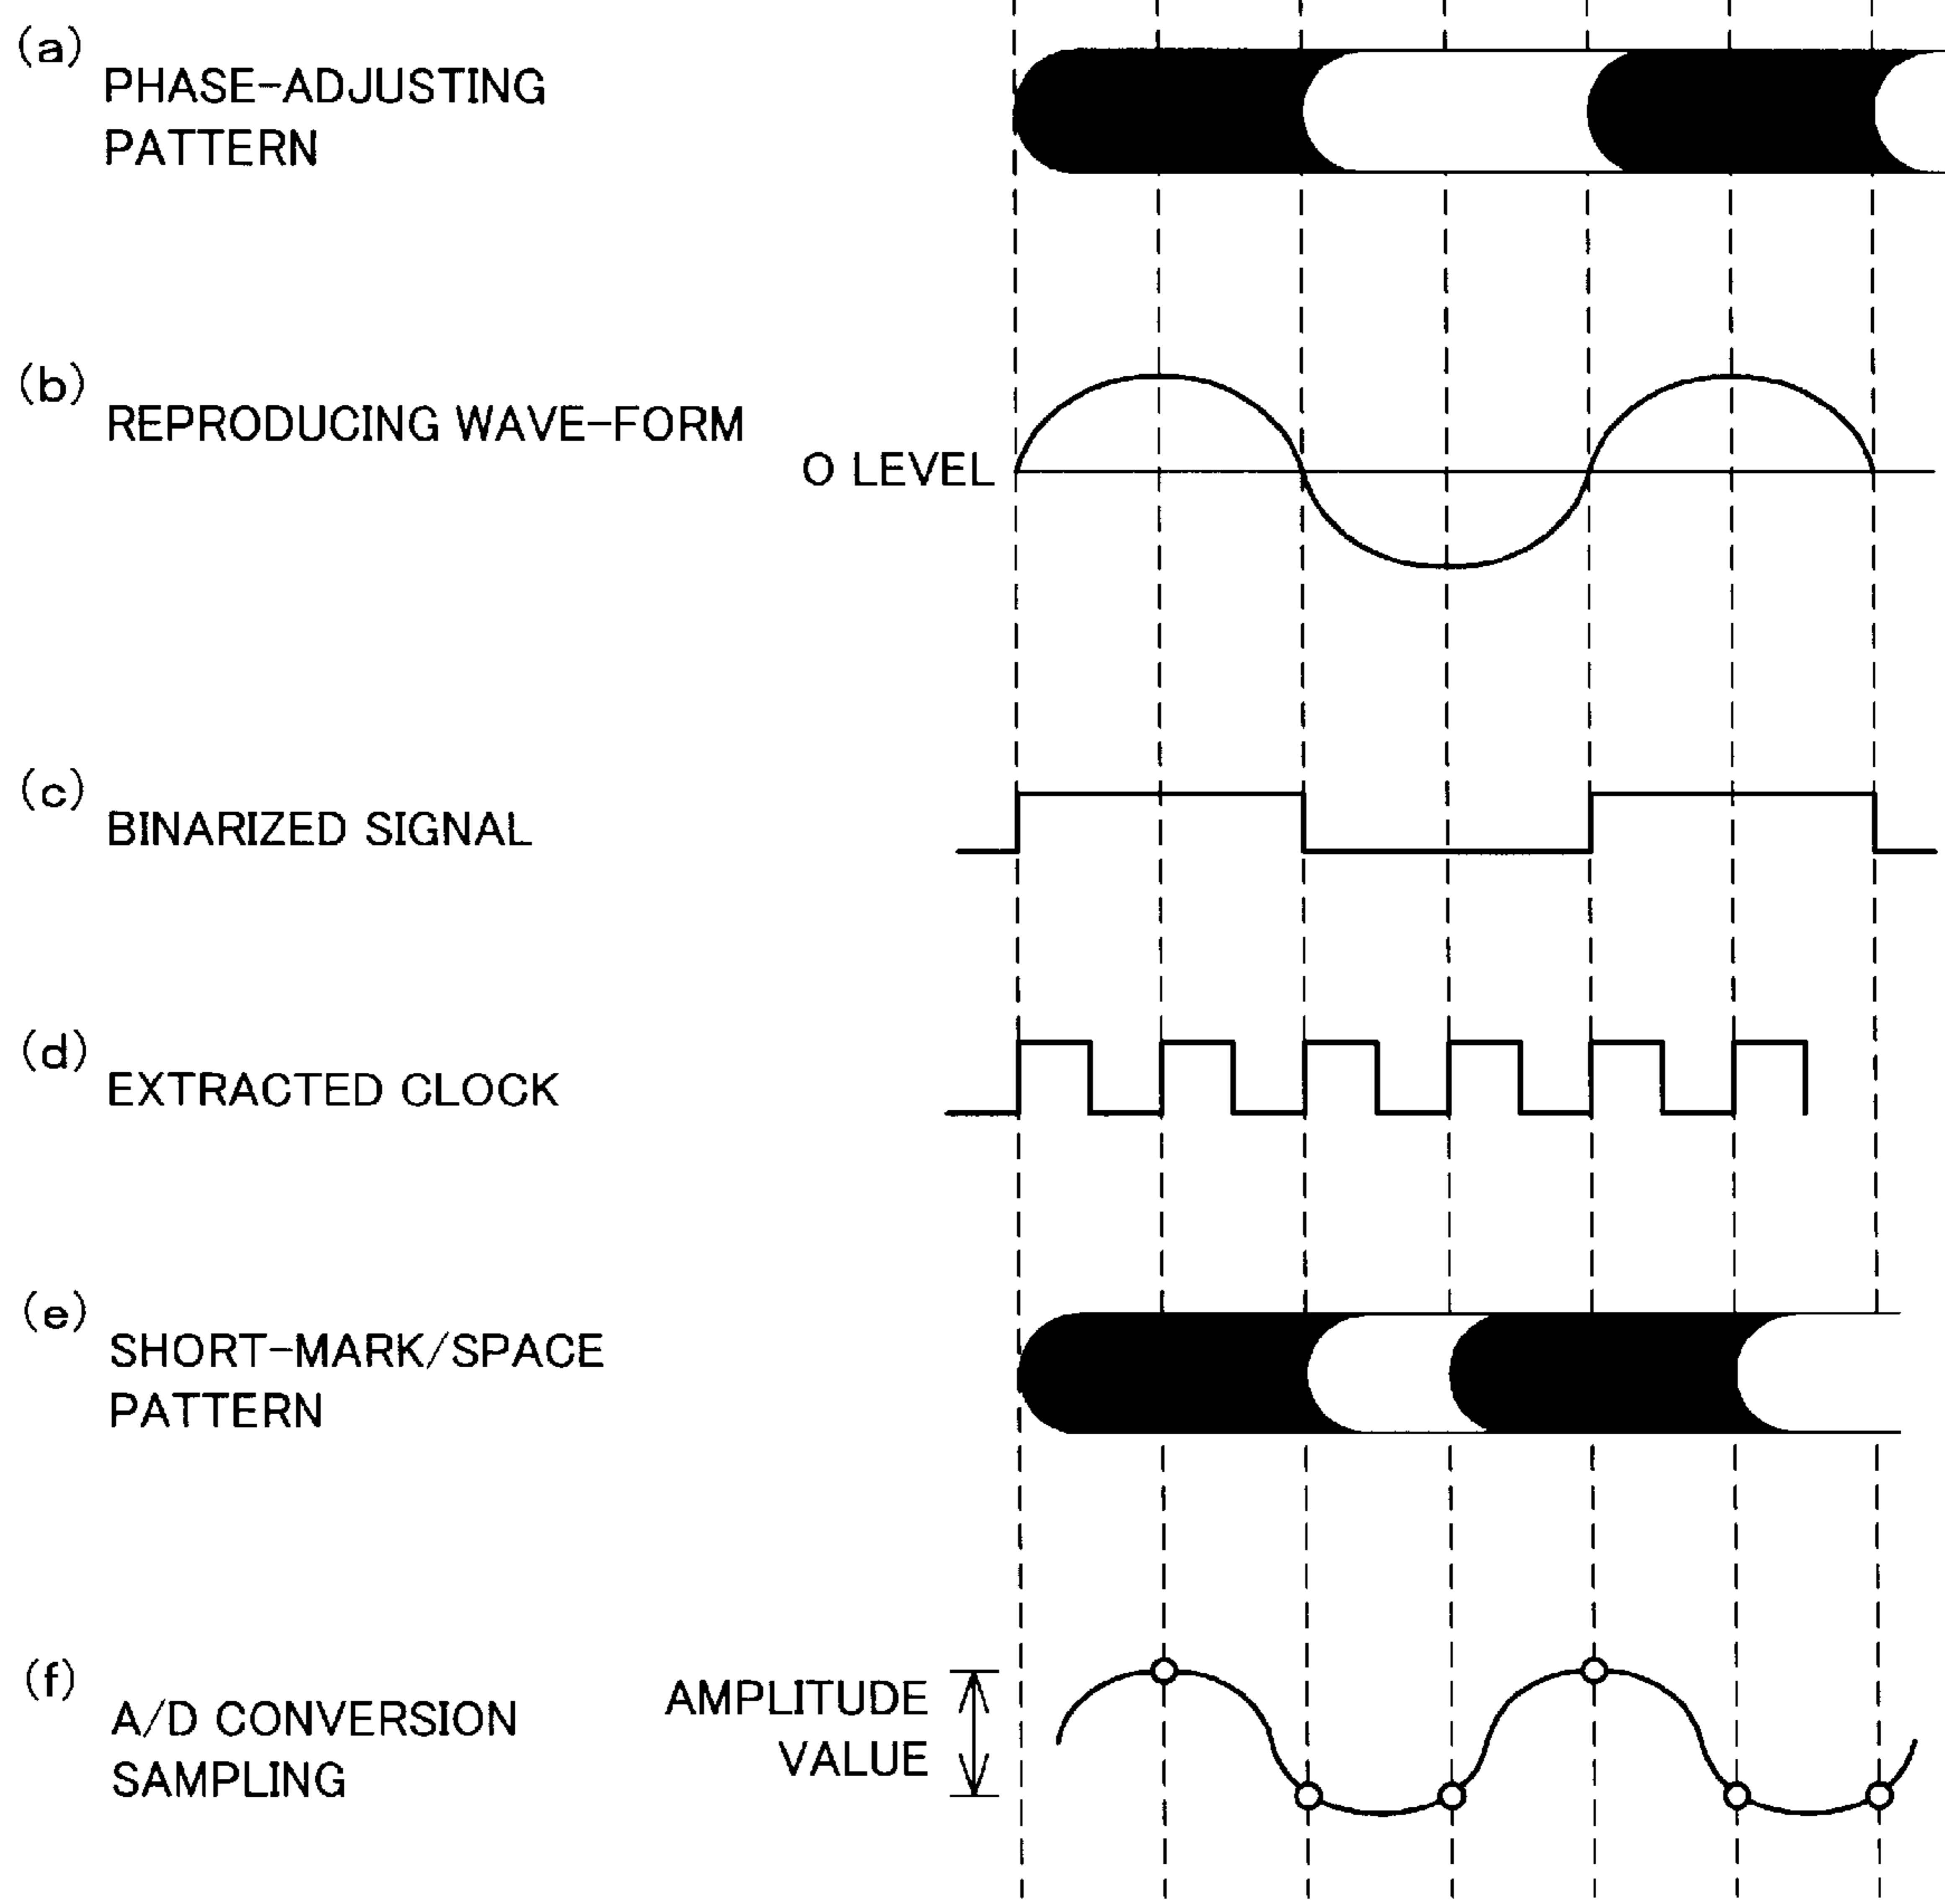 (a)
PHASE-ADJUSTING
PATTERN
(b)
REPRODUCING WAVE-FORM
O LEVEL
(c)
BINARIZED SIGNAL
(d)
EXTRACTED CLOCK
(e)
SHORT-MARK/SPACE
PATTERN
(f)
A/D CONVERSION
SAMPLING
AMPLITUDE
VALUE